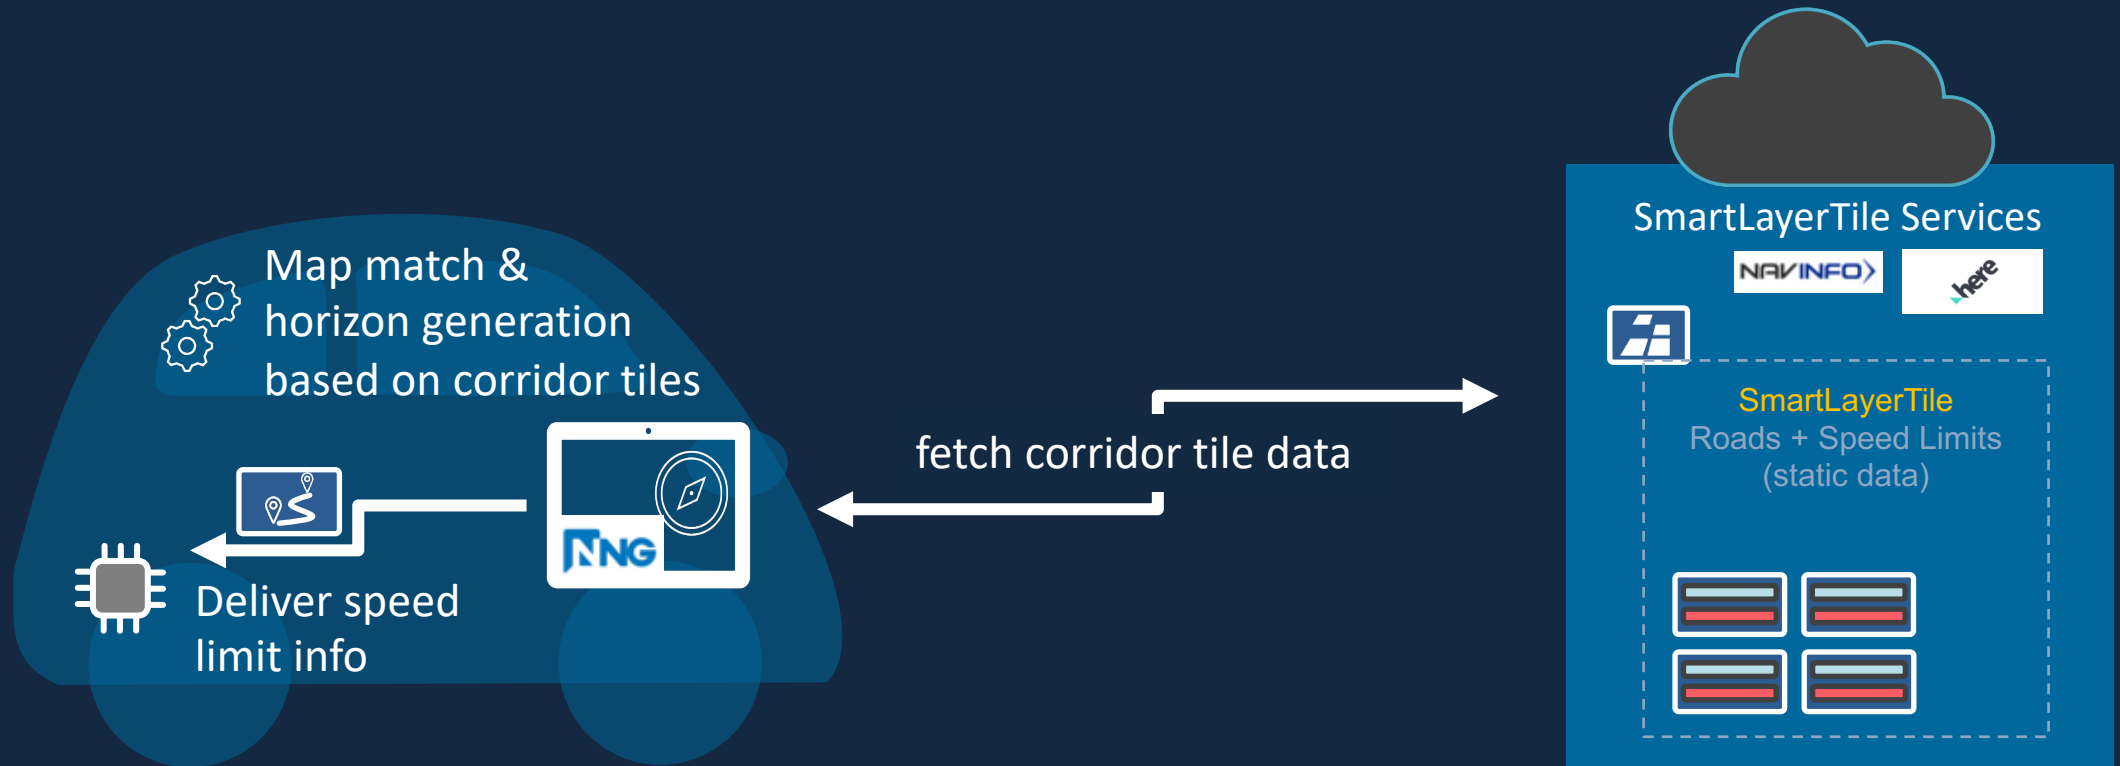 Map match &
horizon generation
based on corridor tiles
NNG
Deliver speed
limit info
fetch corridor tile data
SmartLayerTile Services
NAVINFO
here
SmartLayerTile
Roads + Speed Limits
(static data)